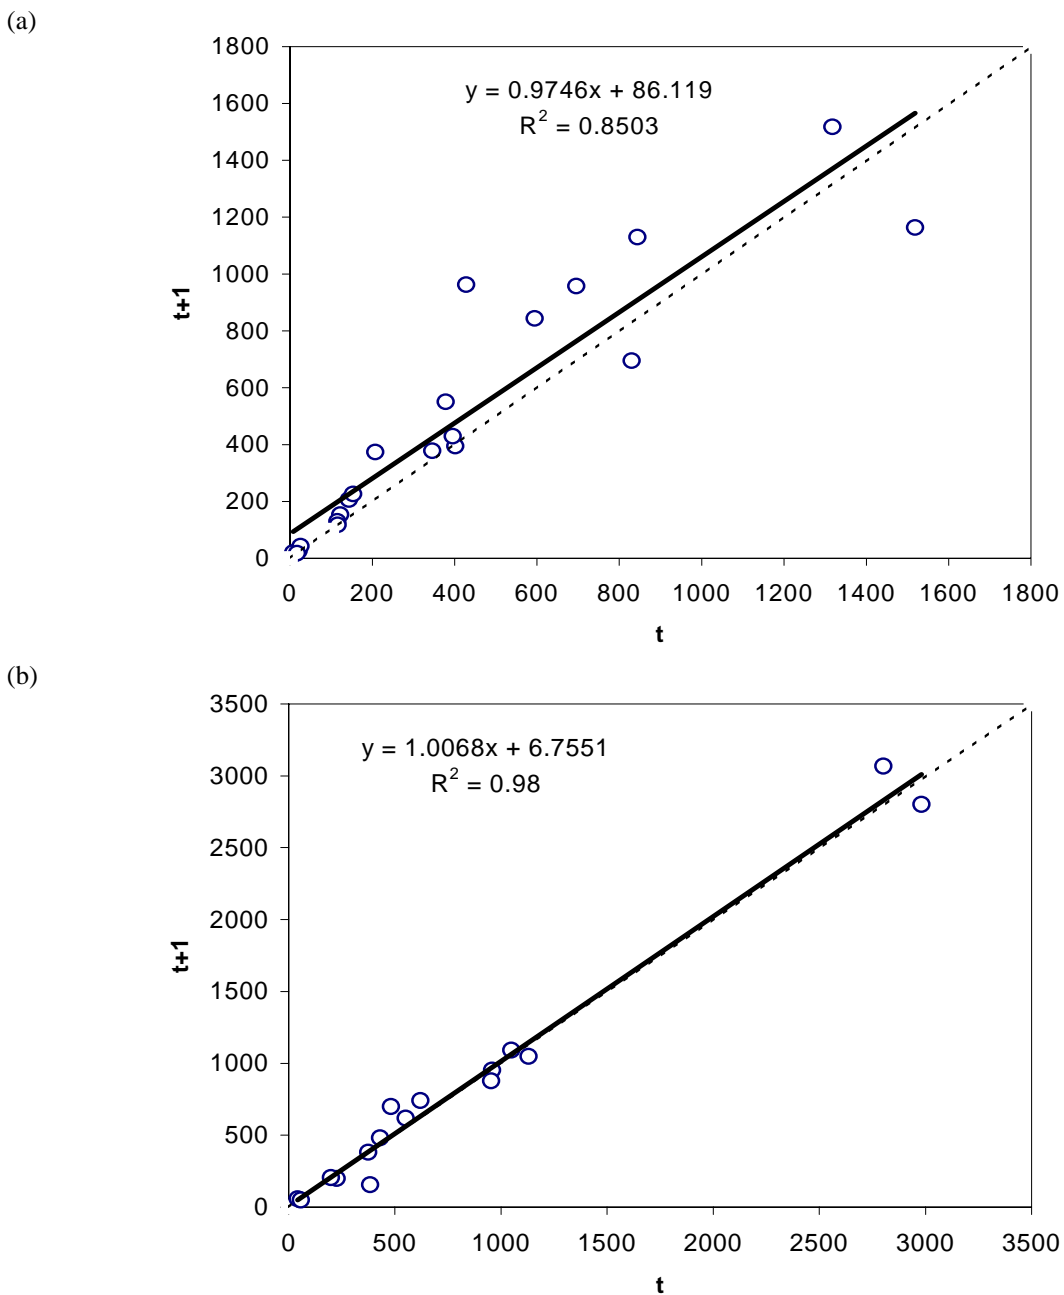 (a)
1800
1600
1400
1200
1000
800
600
400
200
0
y = 0.9746x + 86.119
R² = 0.8503
t+1
0 200 400 600 800 1000 1200 1400 1600 1800
t
(b)
3500
3000
2500
2000
1500
1000
500
0
y = 1.0068x + 6.7551
R² = 0.98
t+1
0 500 1000 1500 2000 2500 3000 3500
t